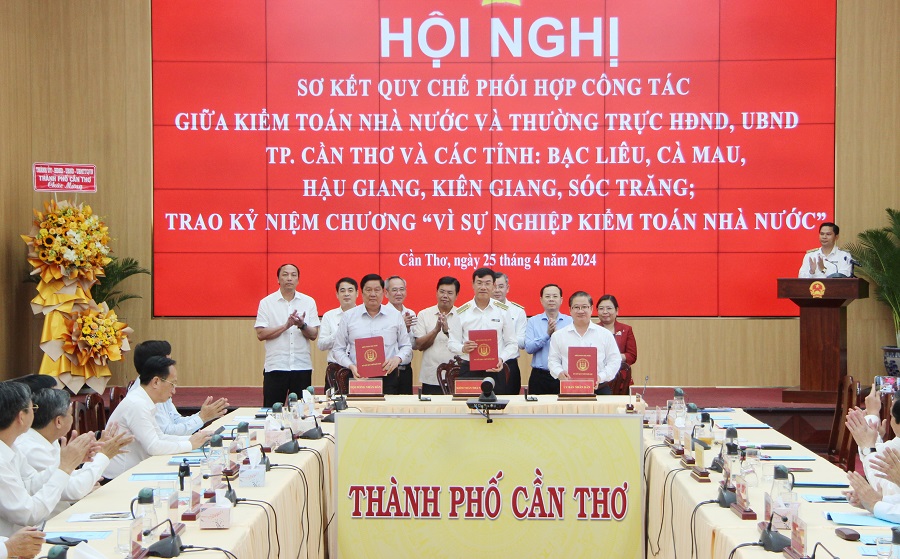 HỘI NGHỊ
SƠ KẾT QUY CHẾ PHỐI HỢP CÔNG TÁC
GIỮA KIỂM TOÁN NHÀ NƯỚC VÀ THƯỜNG TRỰC HĐND, UBND
TP. CẦN THƠ VÀ CÁC TỈNH: BẠC LIÊU, CÀ MAU,
HẬU GIANG, KIÊN GIANG, SÓC TRĂNG;
TRAO KỶ NIỆM CHƯƠNG “VÌ SỰ NGHIỆP KIỂM TOÁN NHÀ NƯỚC”
Cần Thơ, ngày 25 tháng 4 năm 2024
THÀNH PHỐ CẦN THƠ
Chúc Mừng
THÀNH PHỐ CẦN THƠ